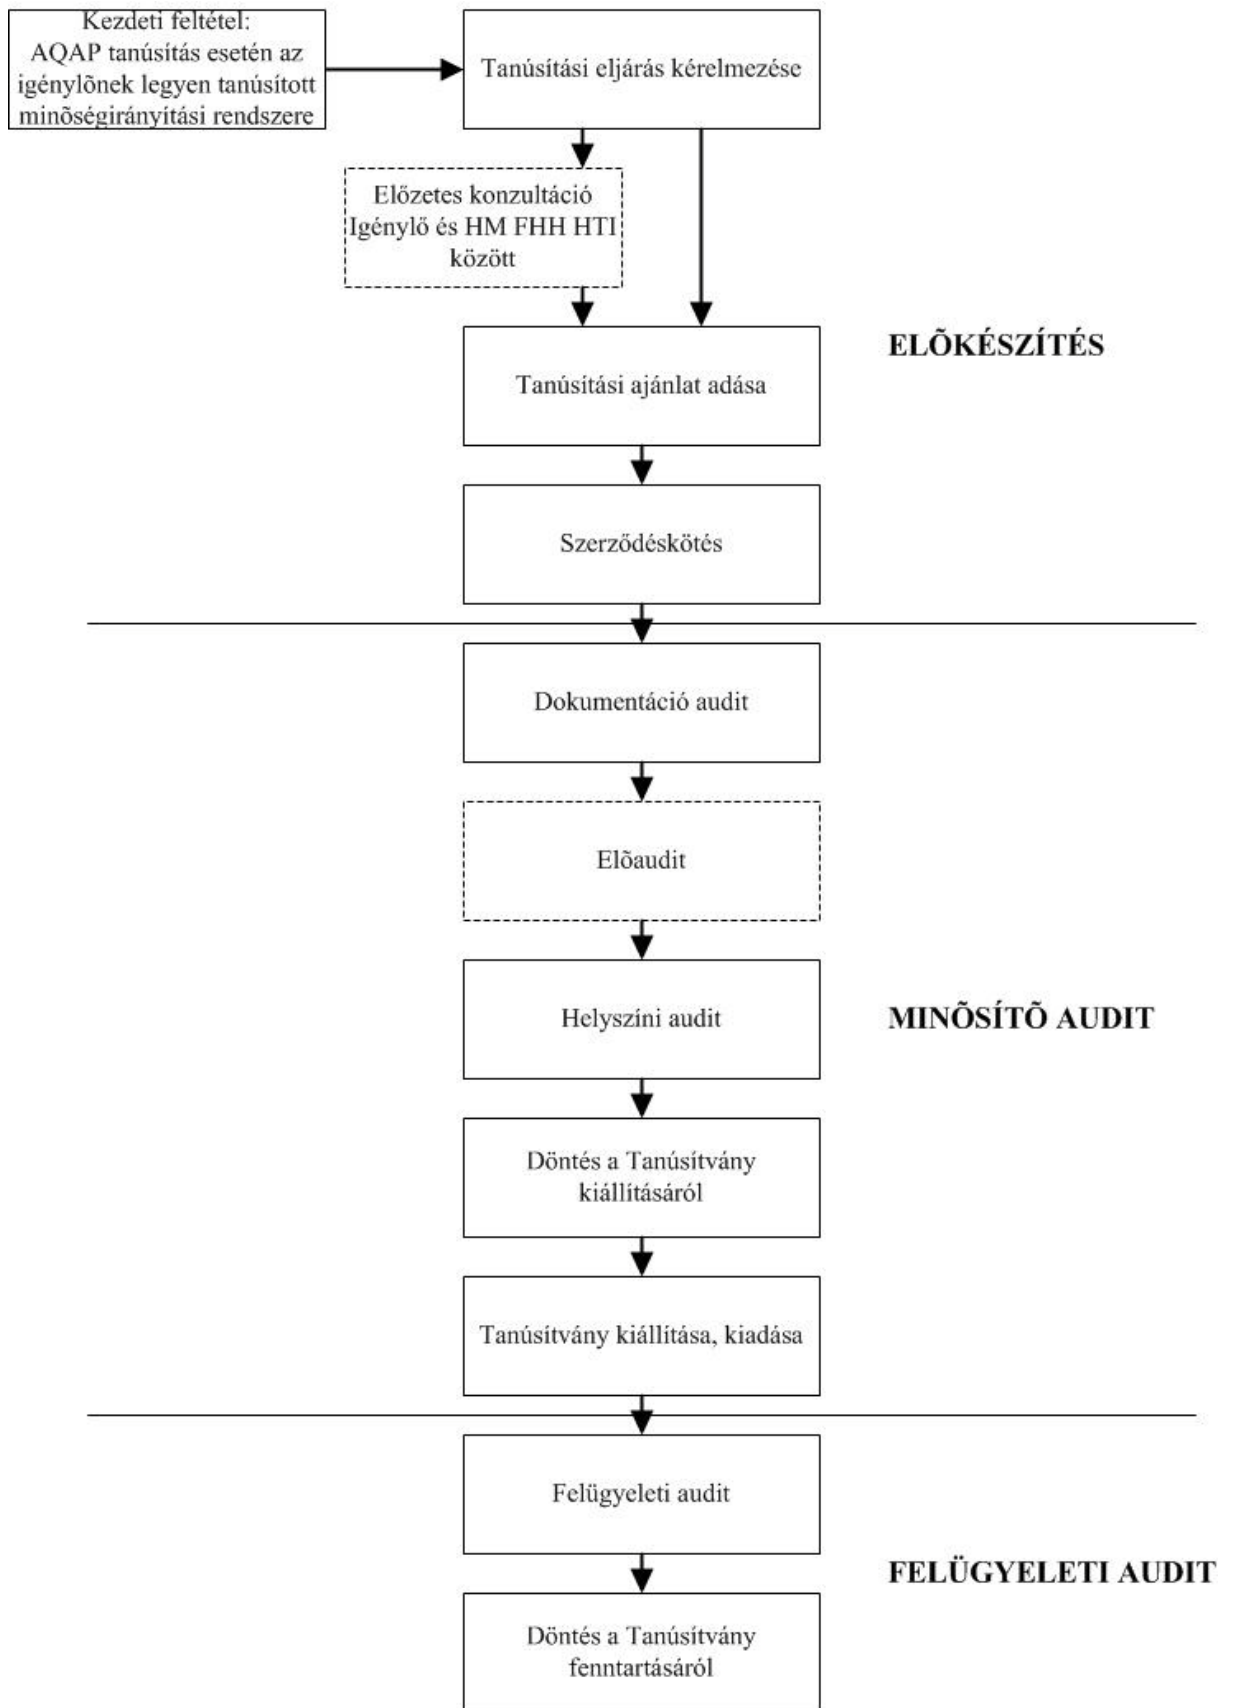 Kezdeti feltétel:
AQAP tanúsítás esetén az
igénylõnek legyen tanúsított
minõségirányítási rendszere
Tanúsítási eljárás kérelmezése
Előzetes konzultáció
Igénylő és HM FHH HTI
között
ELÕKÉSZÍTÉS
Tanúsítási ajánlat adása
Szerződéskötés
Dokumentáció audit
Elõaudit
Helyszíni audit
MINÕSÍTÕ AUDIT
Döntés a Tanúsítvány
kiállításáról
Tanúsítvány kiállítása, kiadása
Felügyeleti audit
FELÜGYELETI AUDIT
Döntés a Tanúsítvány
fenntartásáról